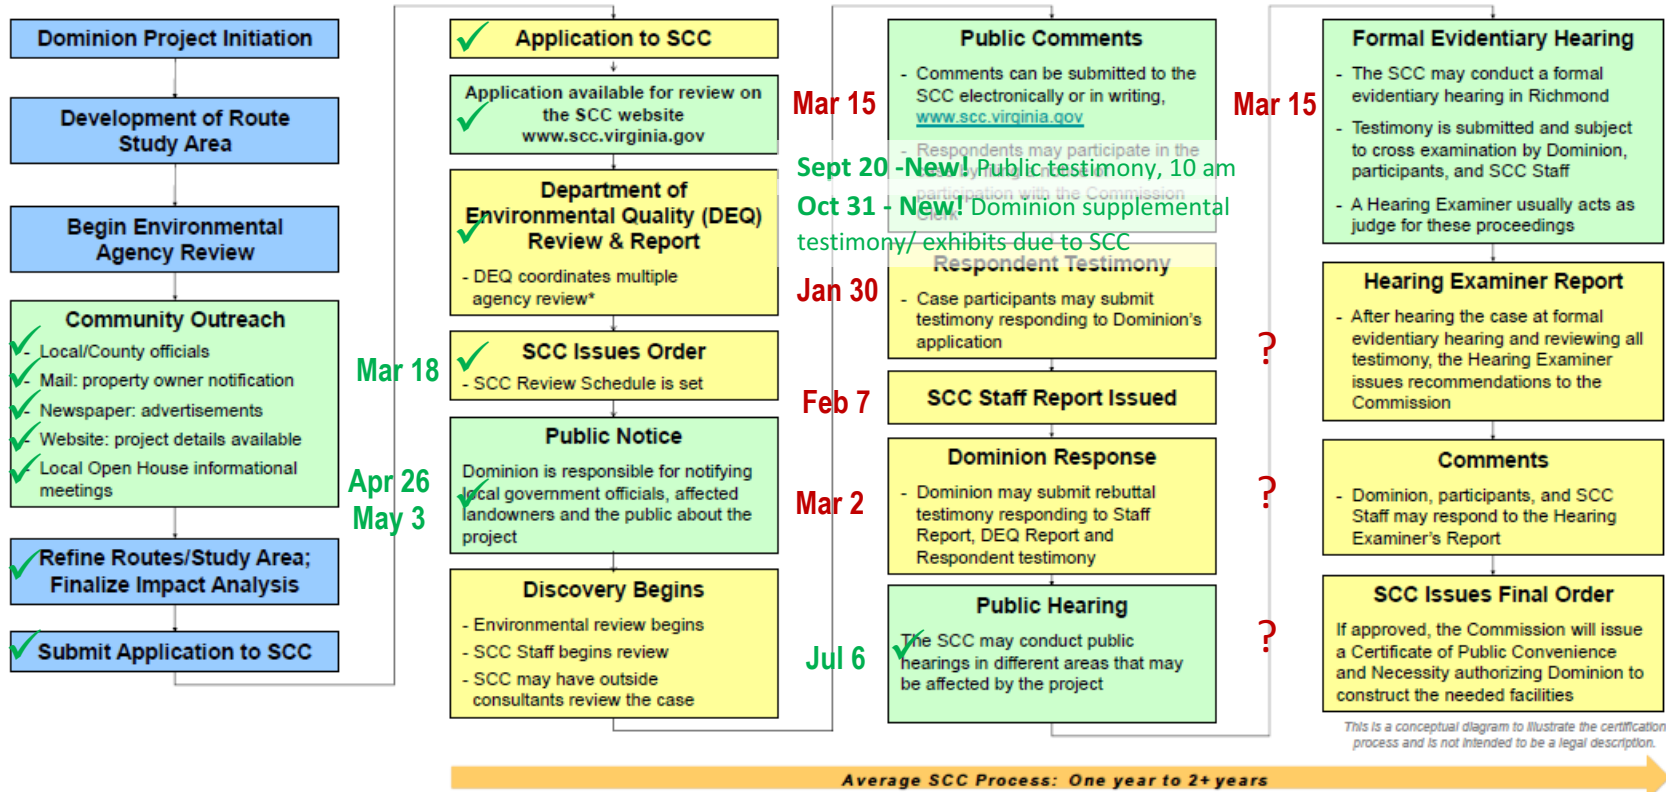 Dominion Project Initiation
Development of Route
Study Area
Begin Environmental
Agency Review
Community Outreach
- Local/County officials
- Mail: property owner notification
- Newspaper: advertisements
- Website: project details available
- Local Open House informational
meetings
Refine Routes/Study Area;
Finalize Impact Analysis
Submit Application to SCC
Application to SCC
Application available for review on
the SCC website
www.scc.virginia.gov
Department of
Environmental Quality (DEQ)
Review & Report
- DEQ coordinates multiple
agency review*
Mar 18
SCC Issues Order
- SCC Review Schedule is set
Apr 26
May 3
Public Notice
Dominion is responsible for notifying
local government officials, affected
landowners and the public about the
project
Discovery Begins
- Environmental review begins
- SCC Staff begins review
- SCC may have outside
consultants review the case
Mar 15
Public Comments
- Comments can be submitted to the
SCC electronically or in writing,
www.scc.virginia.gov
- Respondents may participate in the
case by filing a notice of
participation with the Commission
Clerk
Sept 20 -New! Public testimony, 10 am
Oct 31 - New! Dominion supplemental
testimony/ exhibits due to SCC
Jan 30
Respondent Testimony
- Case participants may submit
testimony responding to Dominion's
application
Feb 7
SCC Staff Report Issued
Mar 2
Dominion Response
- Dominion may submit rebuttal
testimony responding to Staff
Report, DEQ Report and
Respondent testimony
Jul 6
Public Hearing
The SCC may conduct public
hearings in different areas that may
be affected by the project
Mar 15
Formal Evidentiary Hearing
- The SCC may conduct a formal
evidentiary hearing in Richmond
- Testimony is submitted and subject
to cross examination by Dominion,
participants, and SCC Staff
- A Hearing Examiner usually acts as
judge for these proceedings
?
Hearing Examiner Report
- After hearing the case at formal
evidentiary hearing and reviewing all
testimony, the Hearing Examiner
issues recommendations to the
Commission
?
Comments
- Dominion, participants, and SCC
Staff may respond to the Hearing
Examiner's Report
?
SCC Issues Final Order
If approved, the Commission will issue
a Certificate of Public Convenience
and Necessity authorizing Dominion to
construct the needed facilities
This is a conceptual diagram to illustrate the certification
process and is not intended to be a legal description.
Average SCC Process: One year to 2+ years